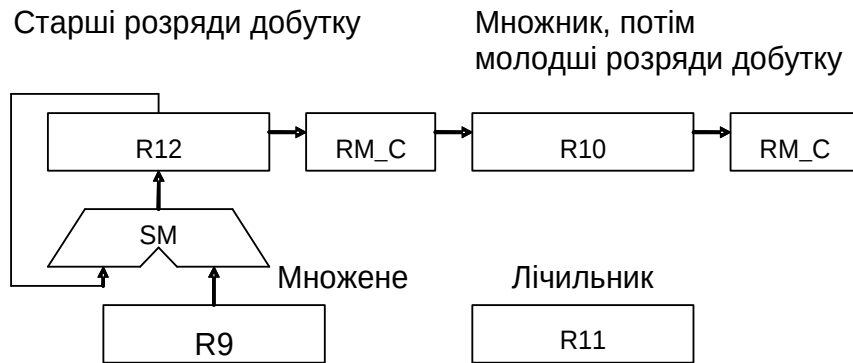 Старші розряди добутку
Множник, потім
молодші розряди добутку
R12
RM_C
R10
RM_C
SM
Множене
Лічильник
R9
R11